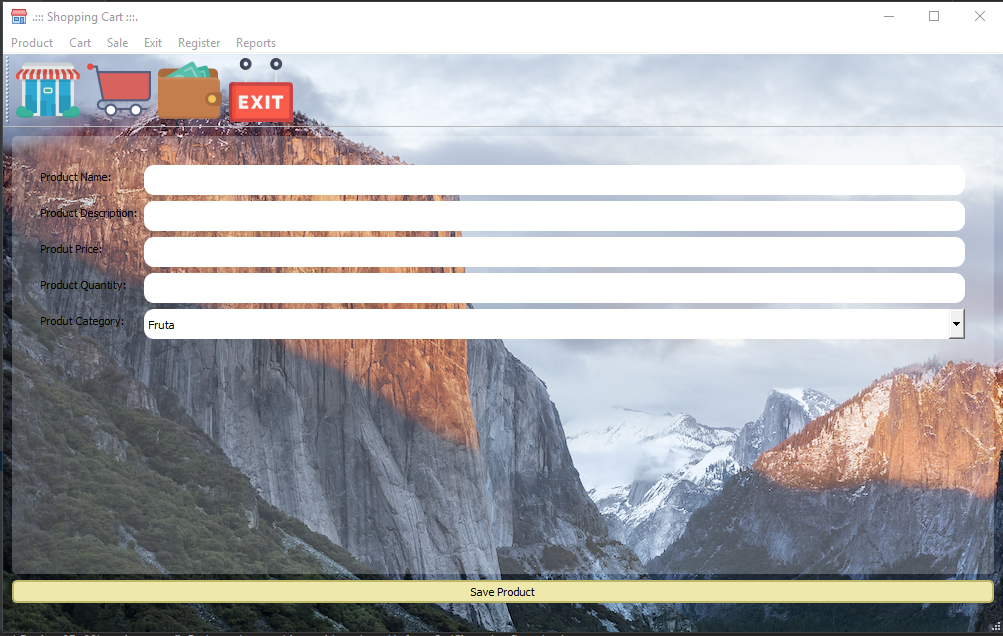 .::: Shopping Cart :::.
Product Cart Sale Exit Register Reports
EXIT
Product Name:
Product Description:
Produt Price:
Product Quantity:
Produt Category: Fruta
Save Product